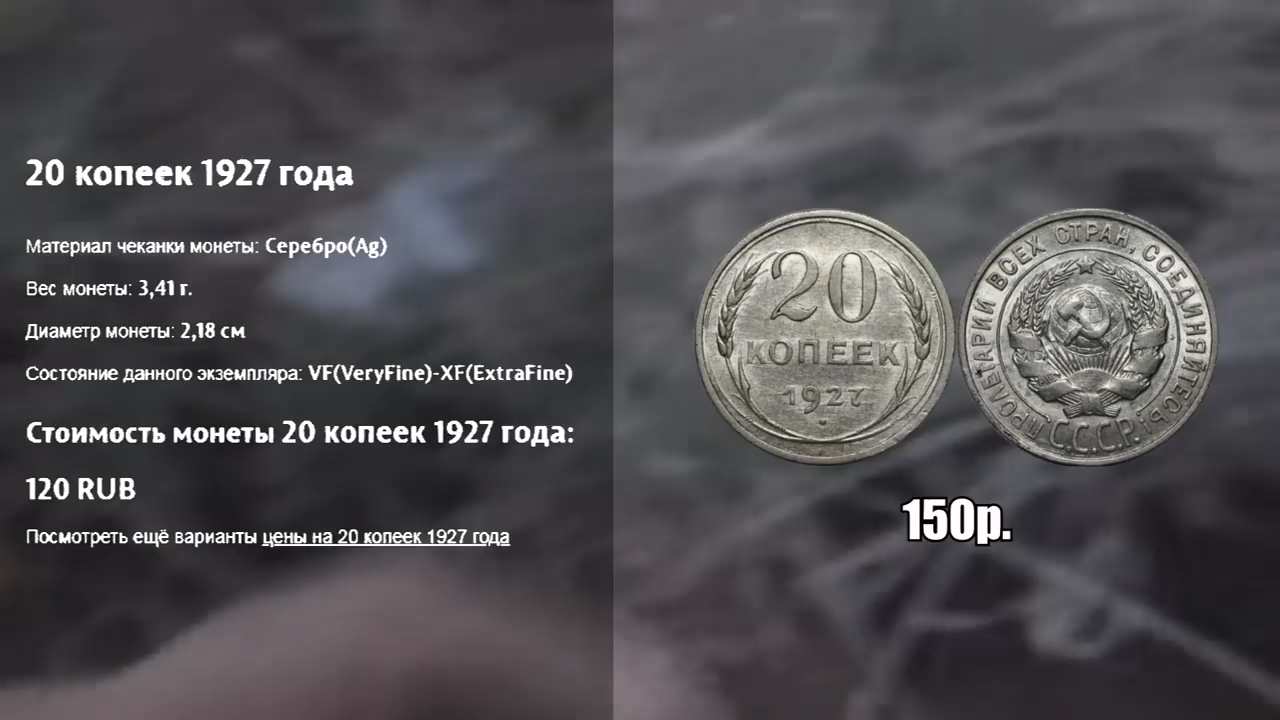 20 копеек 1927 года
Материал чеканки монеты: Серебро(Ag)
Вес монеты: 3,41 г.
Диаметр монеты: 2,18 см
Состояние данного экземпляра: VF(VeryFine)-XF(ExtraFine)
Стоимость монеты 20 копеек 1927 года:
120 RUB
Посмотреть ещё варианты цены на 20 копеек 1927 года
20
КОПЕЕК
1927
ПРОЛЕТАРИИ ВСЕХ СТРАН, СОЕДИНЯЙТЕСЬ!
С.С.С.Р.
150р.